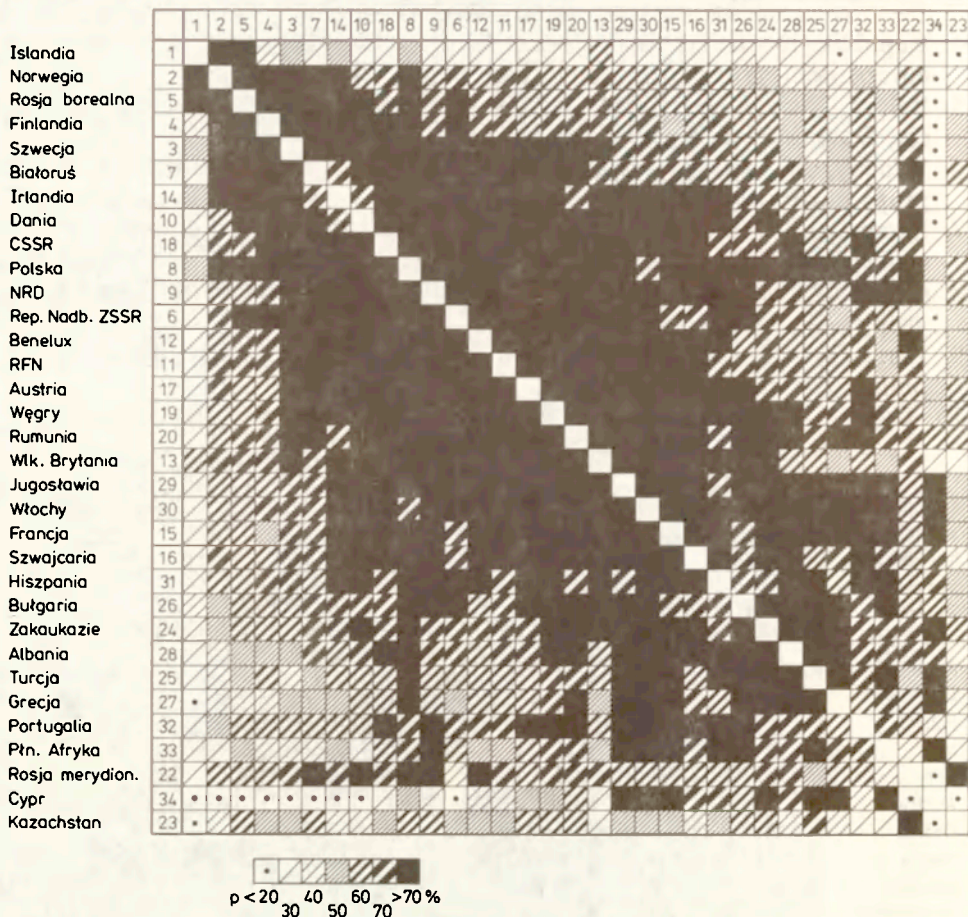 1 2 5 4 3 7 14 10 18 8 9 6 12 11 17 19 20 13 29 30 15 16 31 26 24 28 25 27 32 33 22 34 23
Islandia 1
Norwegia 2
Rosja borealna 5
Finlandia 4
Szwecja 3
Białoruś 7
Irlandia 14
Dania 10
CSSR 18
Polska 8
NRD 9
Rep. Nadb. ZSSR 6
Benelux 12
RFN 11
Austria 17
Węgry 19
Rumunia 20
Wlk. Brytania 13
Jugosławia 29
Włochy 30
Francja 15
Szwajcaria 16
Hiszpania 31
Bułgaria 26
Zakaukazie 24
Albania 28
Turcja 25
Grecja 27
Portugalia 32
Płn. Afryka 33
Rosja merydion. 22
Cypr 34
Kazachstan 23
p < 20 40 60 >70 %
30 50 70